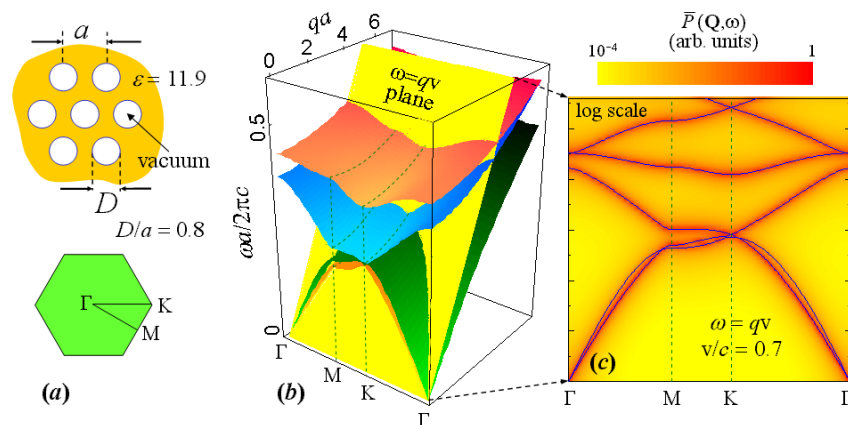 (a)
a
ε = 11.9
vacuum
D
D/a = 0.8
Γ
K
M
(b)
qa
0
2
4
6
ω=qv
plane
0.5
ωa/2πc
0
Γ
M
K
Γ
P̅(Q,ω)
(arb. units)
10⁻⁴
1
log scale
ω = qv
v/c = 0.7
(c)
Γ
M
K
Γ